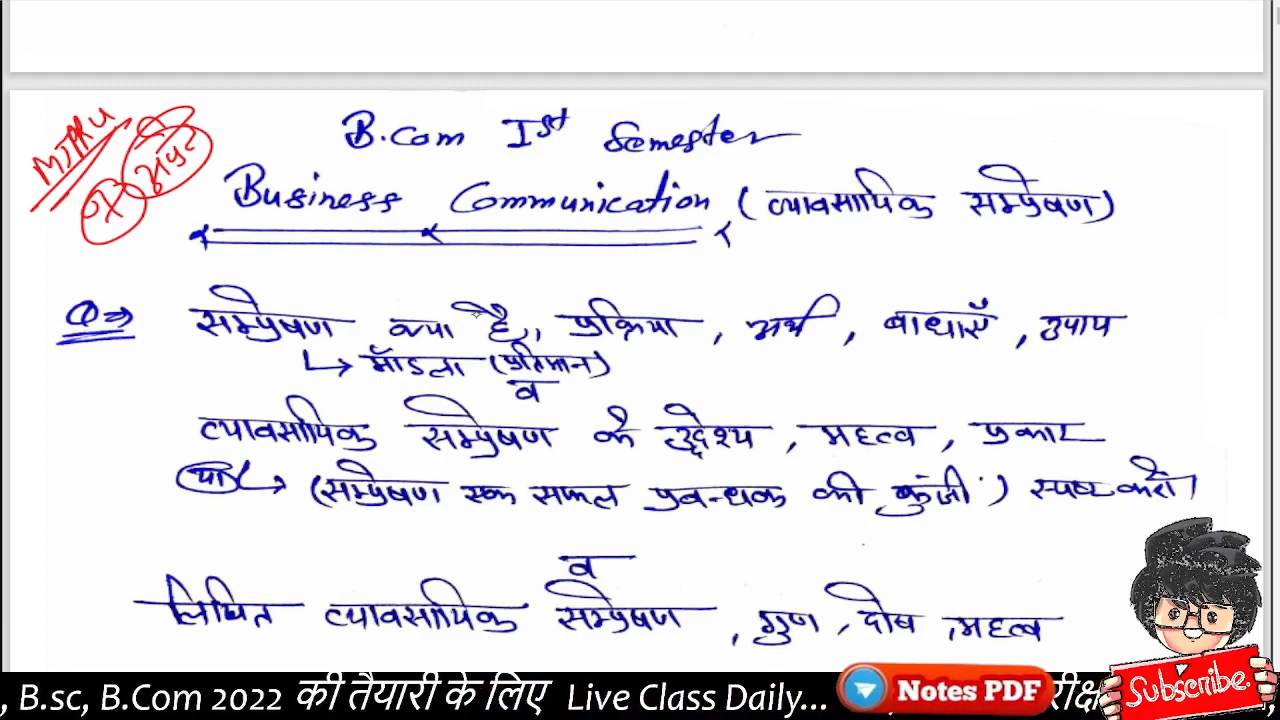 MJPRU
B.Com Ist Semester
Business Communication (व्यावसायिक सम्प्रेषण)
Q⇒ सम्प्रेषण क्या है,, प्रक्रिया, अर्थ, बाधाएँ, उपाय
↳ मॉडल (प्रतिमान)
व
व्यावसायिक सम्प्रेषण के उद्देश्य, महत्व, प्रकार
या ↳ (सम्प्रेषण एक सफल प्रबन्धक की कुंजी) स्पष्ट करो।
व
लिखित व्यावसायिक सम्प्रेषण, गुण, दोष, महत्व
, B.sc, B.Com 2022 की तैयारी के लिए Live Class Daily...
Notes PDF
Subscribe.